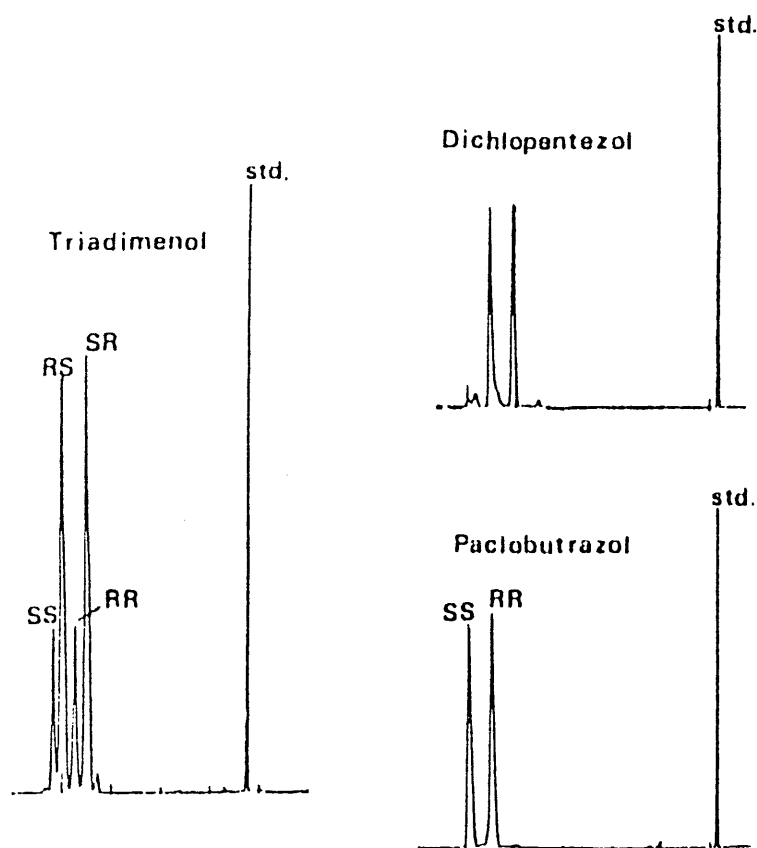 std.
Triadimenol
SR
RS
SS
RR
std.
Dichlopentezol
std.
Paclobutrazol
SS
RR